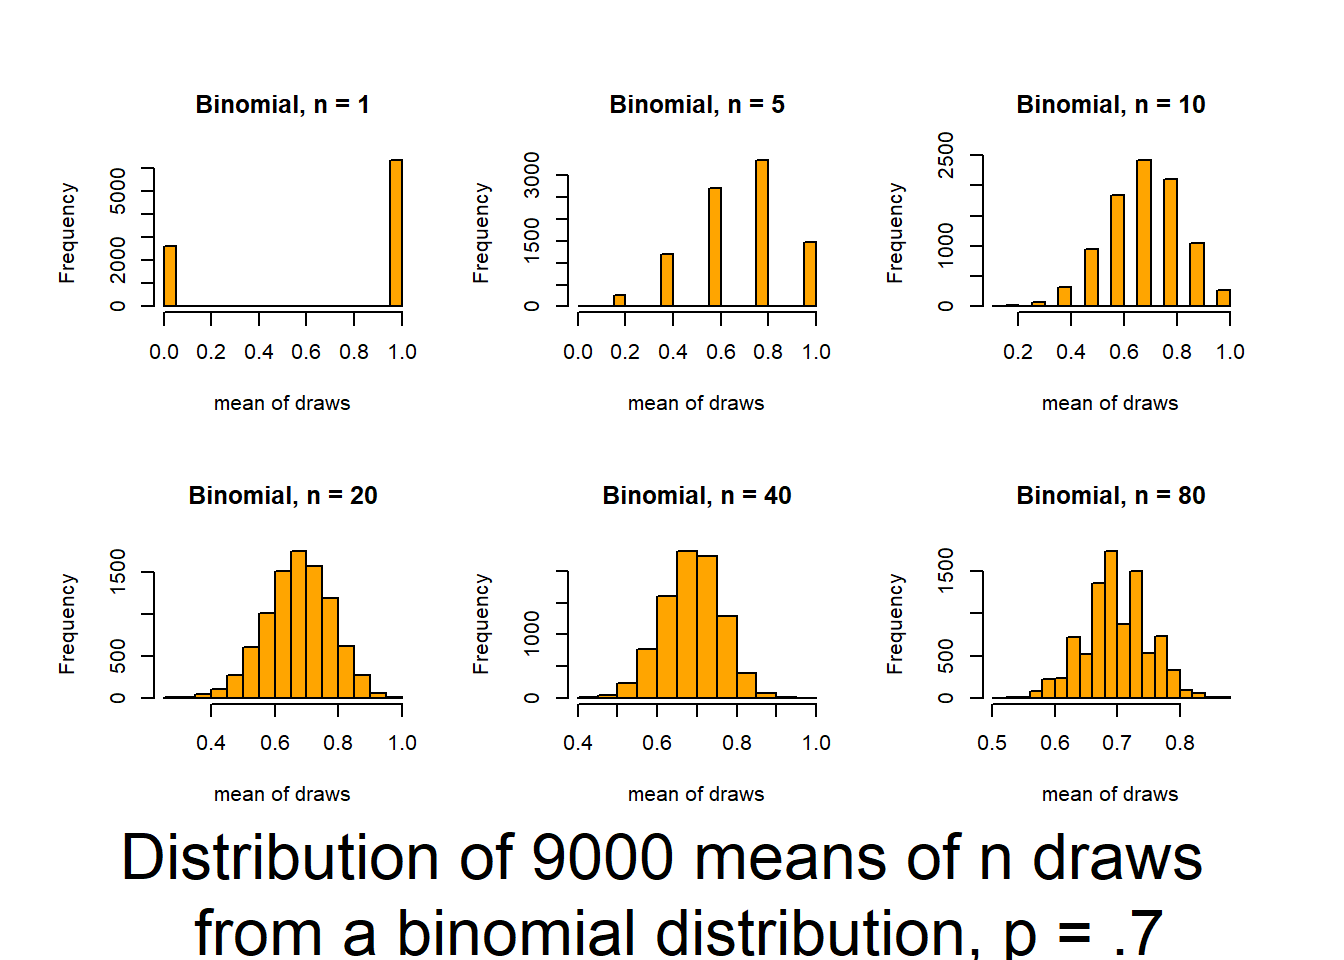 Binomial, n = 1
Frequency
0 2000 5000
0.0 0.2 0.4 0.6 0.8 1.0
mean of draws
Binomial, n = 5
Frequency
0 1500 3000
0.0 0.2 0.4 0.6 0.8 1.0
mean of draws
Binomial, n = 10
Frequency
0 1000 2500
0.2 0.4 0.6 0.8 1.0
mean of draws
Binomial, n = 20
Frequency
0 500 1500
0.4 0.6 0.8 1.0
mean of draws
Binomial, n = 40
Frequency
0 1000
0.4 0.6 0.8 1.0
mean of draws
Binomial, n = 80
Frequency
0 500 1500
0.5 0.6 0.7 0.8
mean of draws
Distribution of 9000 means of n draws
from a binomial distribution, p = .7